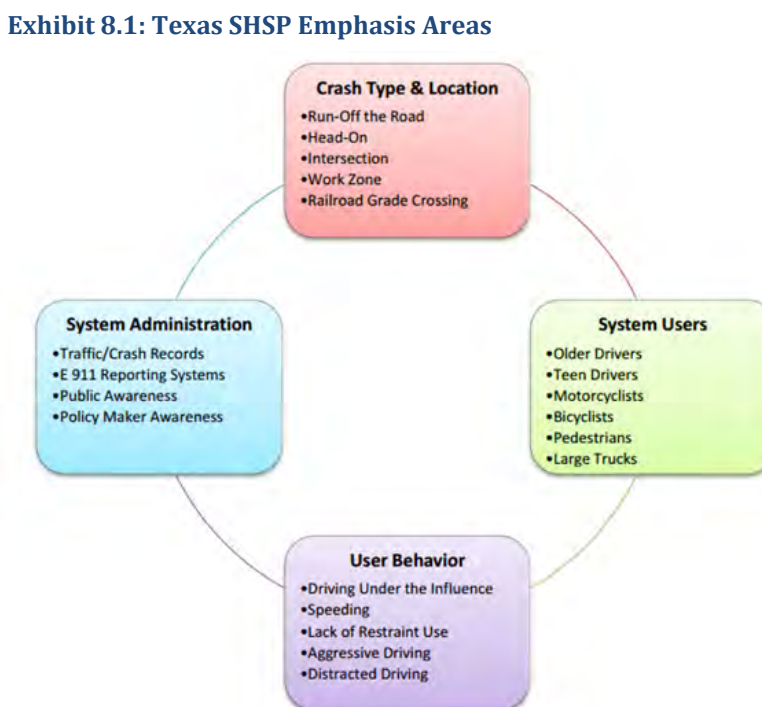 Exhibit 8.1: Texas SHSP Emphasis Areas
Crash Type & Location
•Run-Off the Road
•Head-On
•Intersection
•Work Zone
•Railroad Grade Crossing
System Administration
•Traffic/Crash Records
•E 911 Reporting Systems
•Public Awareness
•Policy Maker Awareness
System Users
•Older Drivers
•Teen Drivers
•Motorcyclists
•Bicyclists
•Pedestrians
•Large Trucks
User Behavior
•Driving Under the Influence
•Speeding
•Lack of Restraint Use
•Aggressive Driving
•Distracted Driving